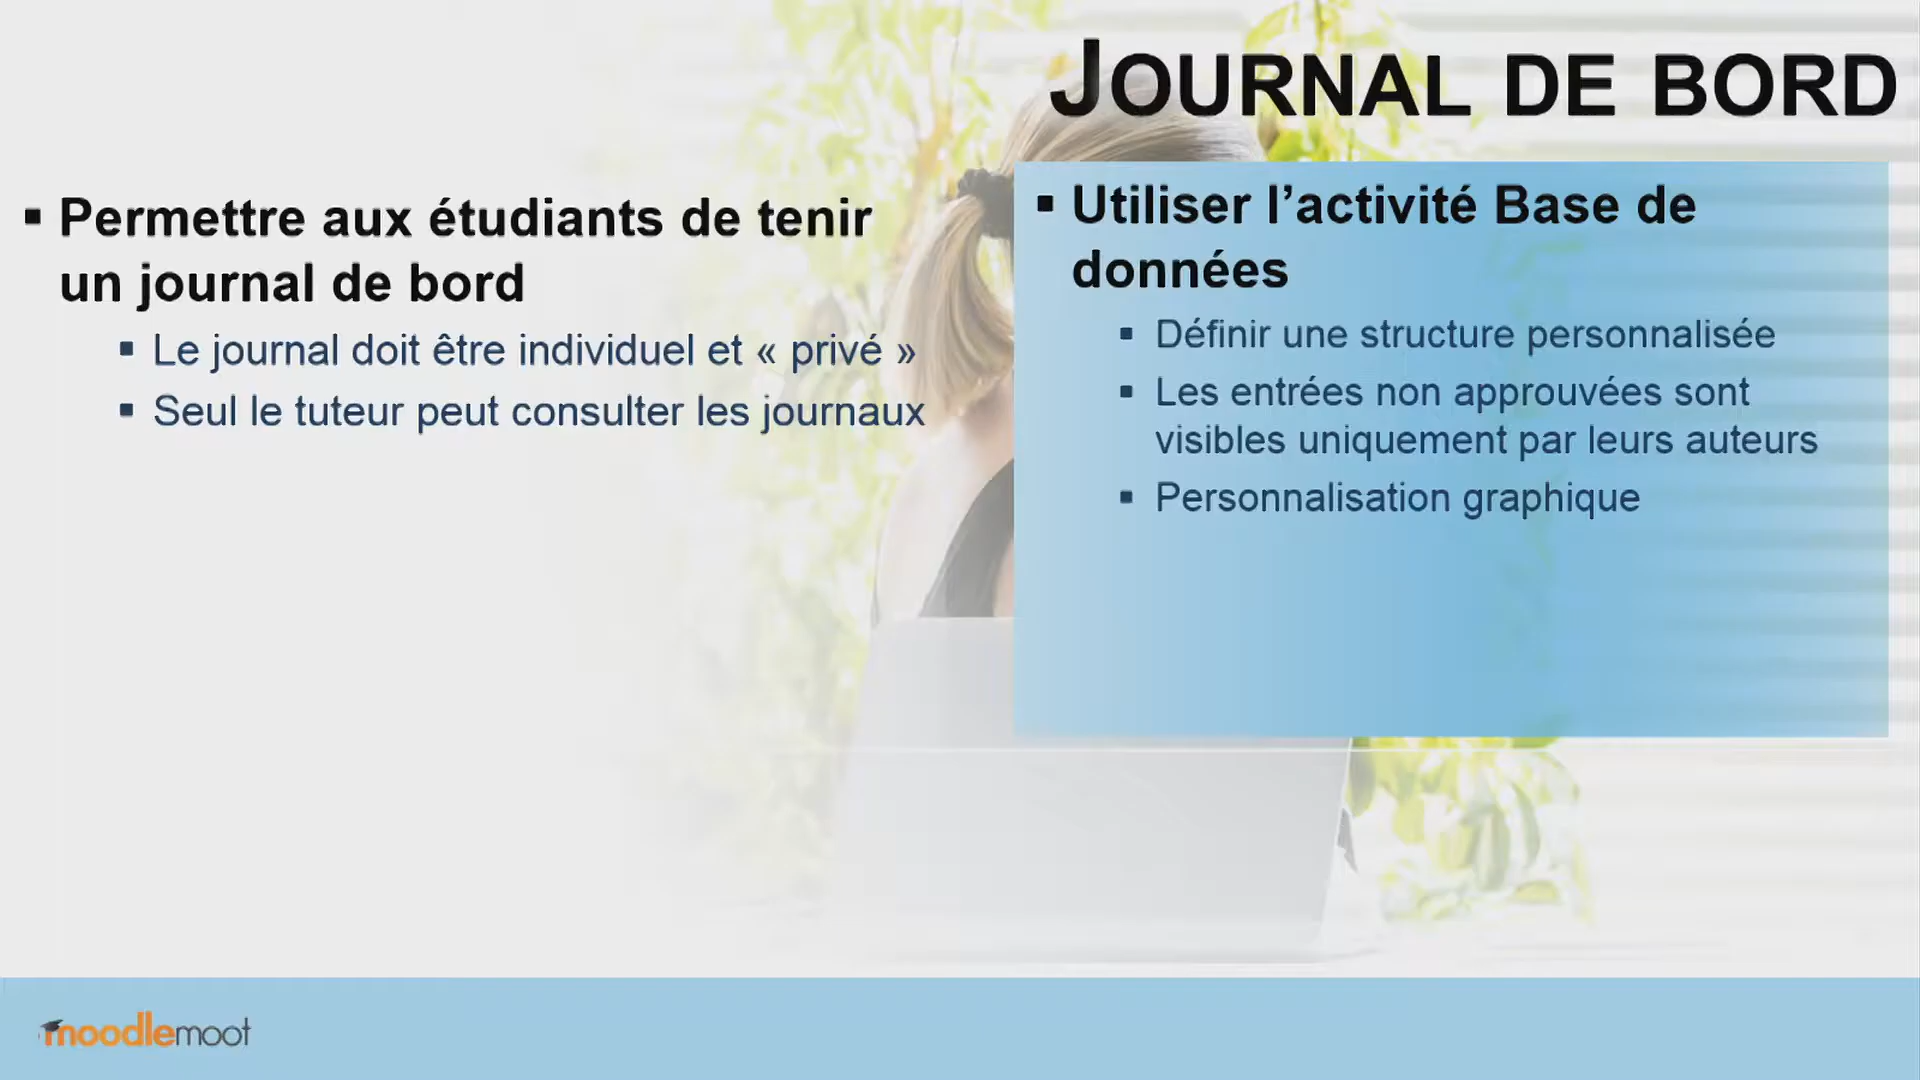 JOURNAL DE BORD
▪ Permettre aux étudiants de tenir
un journal de bord
▪ Le journal doit être individuel et « privé »
▪ Seul le tuteur peut consulter les journaux
▪ Utiliser l’activité Base de
données
▪ Définir une structure personnalisée
▪ Les entrées non approuvées sont
visibles uniquement par leurs auteurs
▪ Personnalisation graphique
moodlemoot